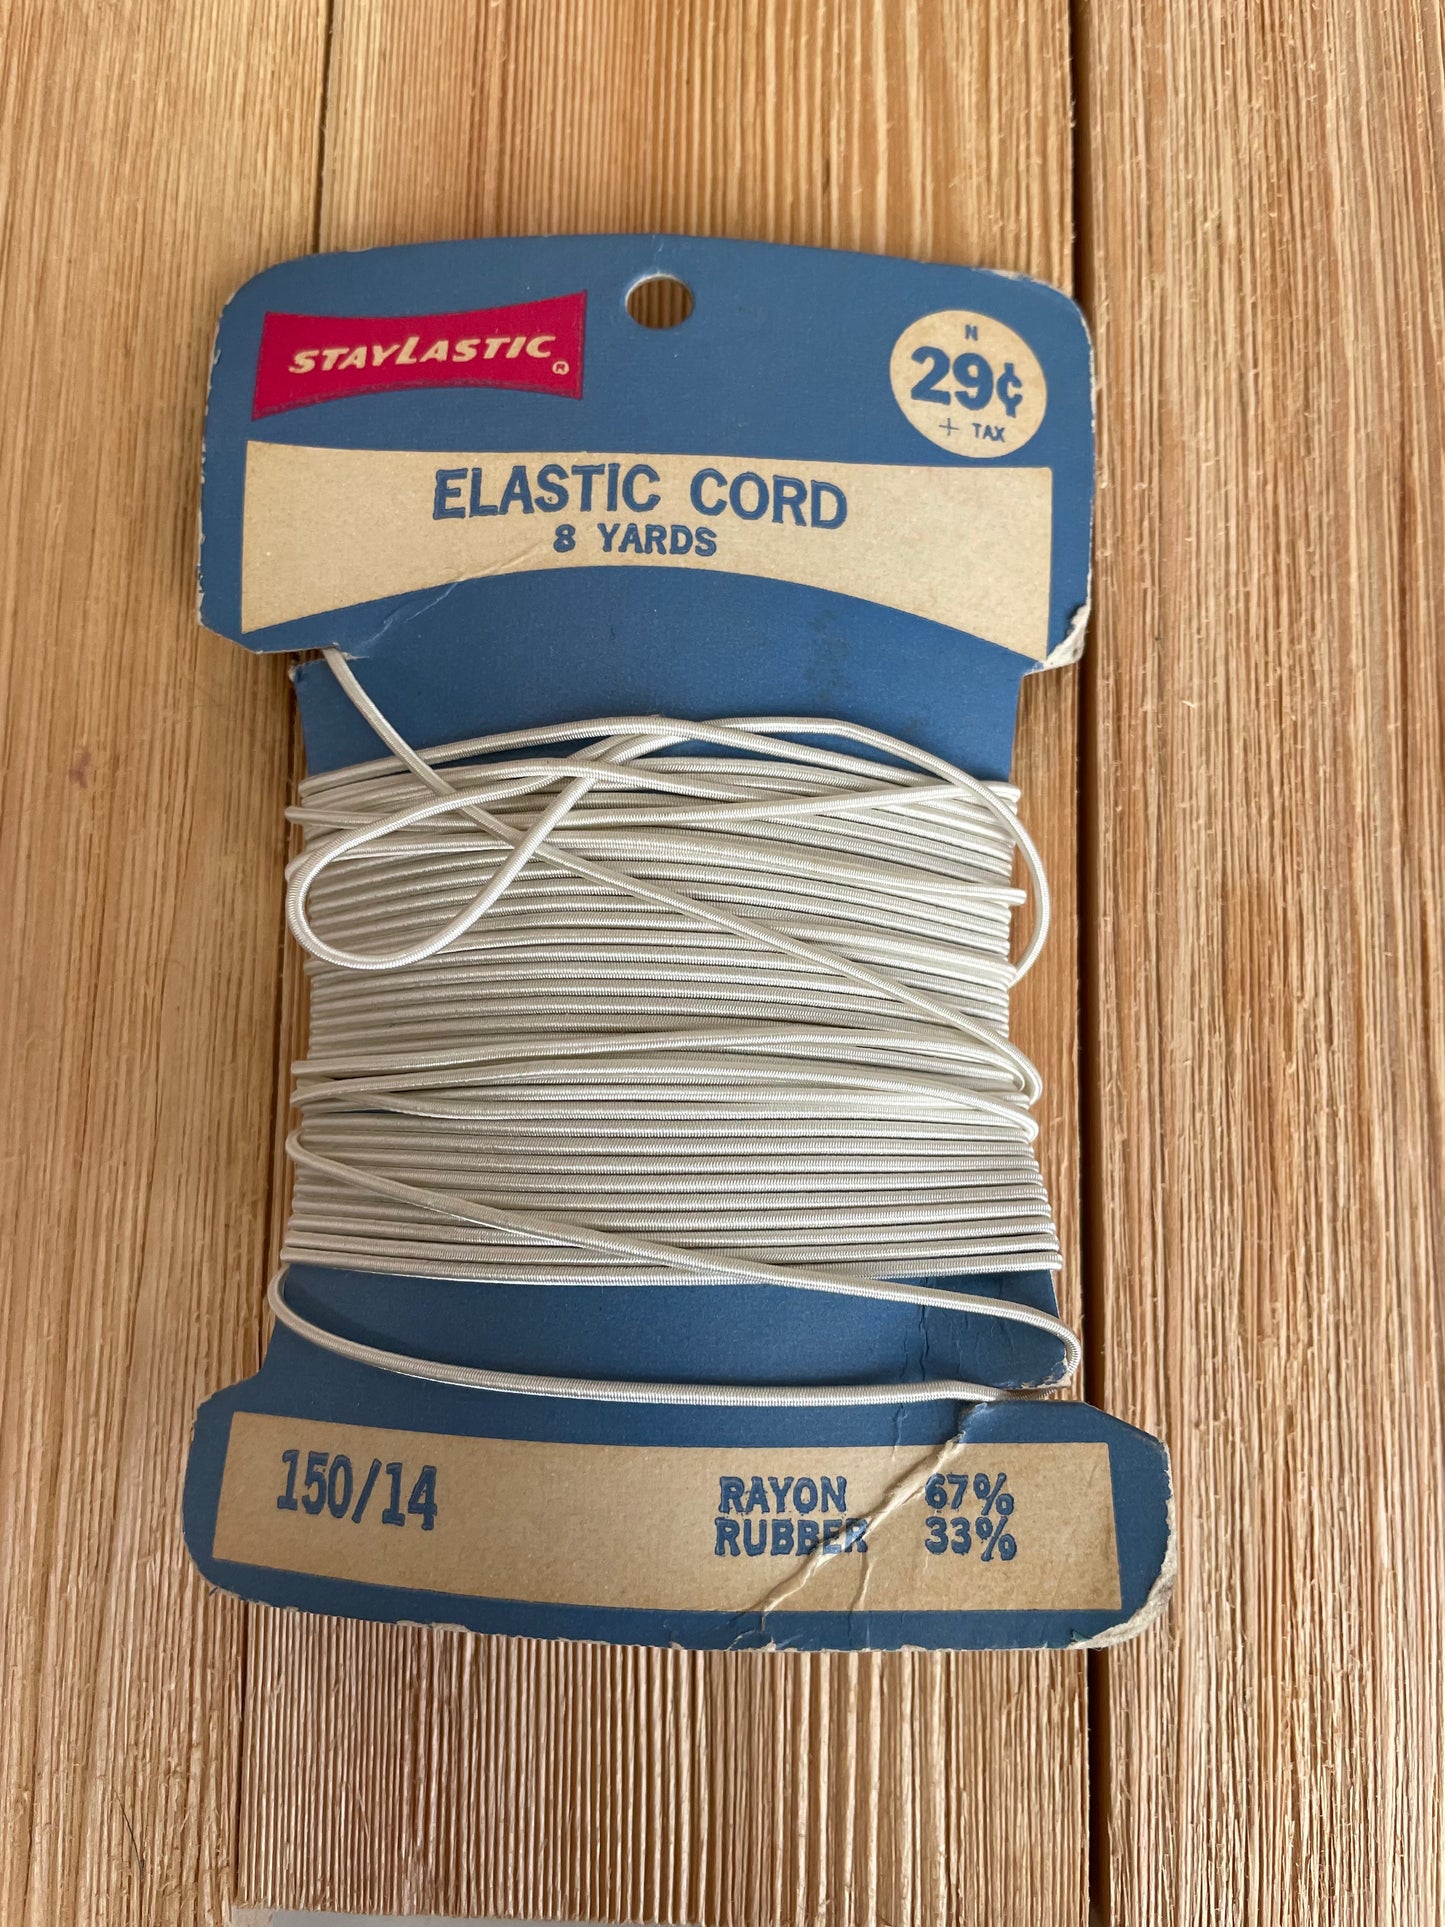 STAYLASTIC®
N
29¢
+ TAX
ELASTIC CORD
8 YARDS
150/14
RAYON 67%
RUBBER 33%